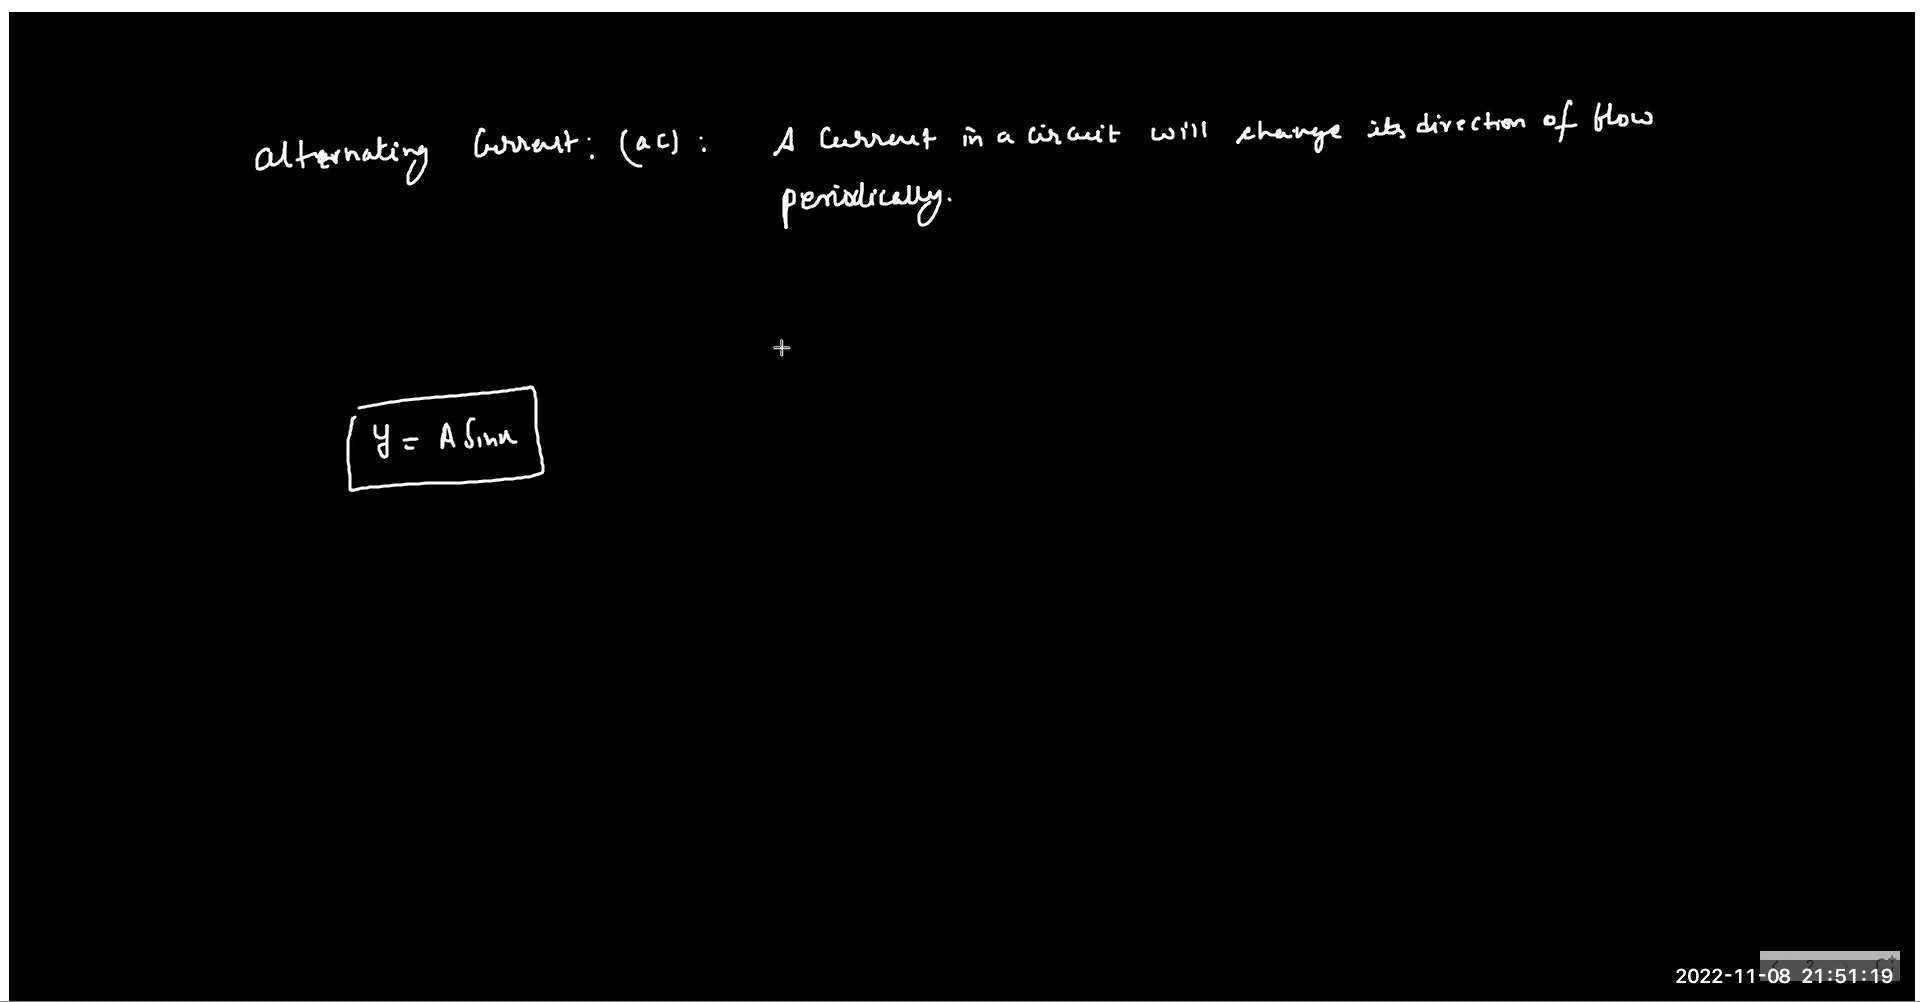 Alternating Current: (ac): A Current in a circuit will change its direction of flow
periodically.
y = A Sinx
2022-11-08 21:51:19